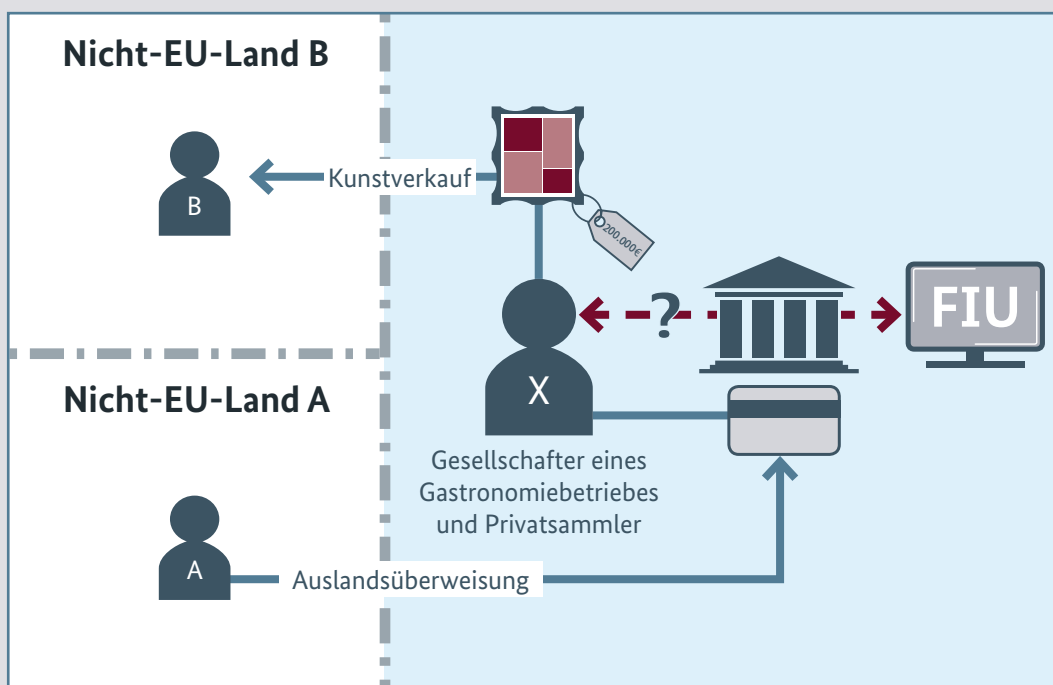 Nicht-EU-Land B
B
Kunstverkauf
200.000€
?
FIU
X
Nicht-EU-Land A
Gesellschafter eines
Gastronomiebetriebes
und Privatsammler
A
Auslandsüberweisung